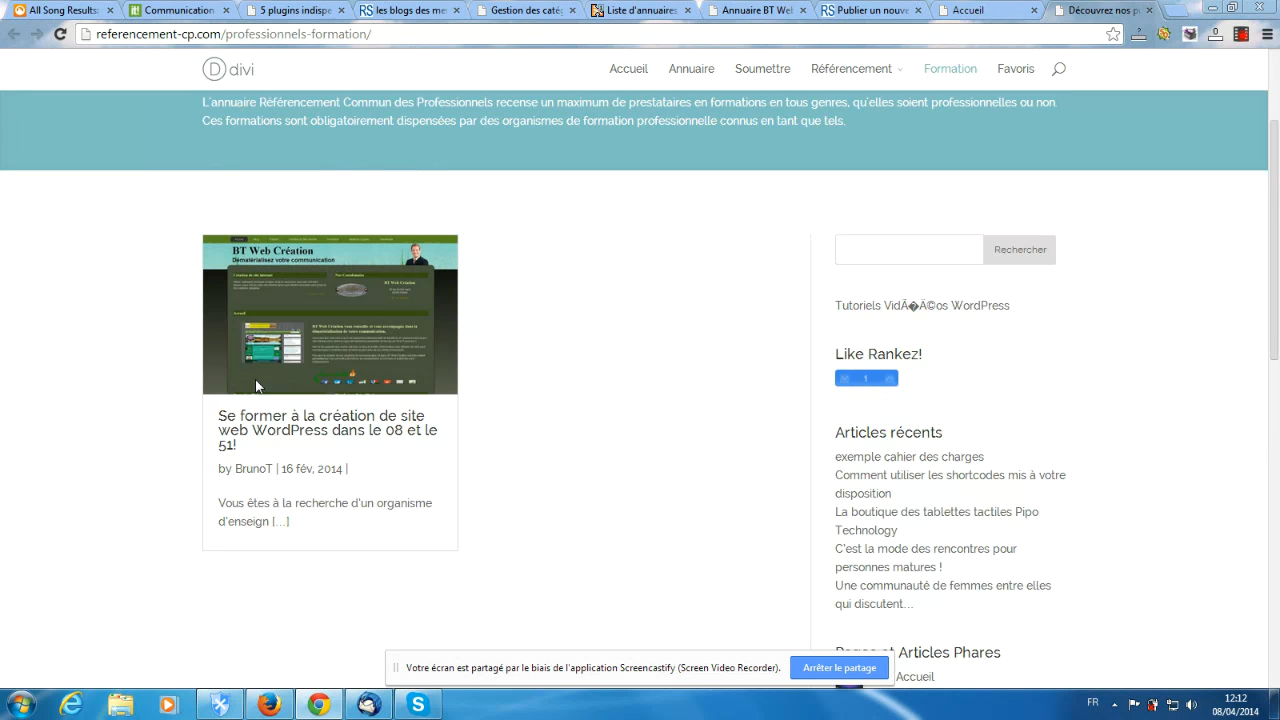 All Song Results:
Communication
5 plugins indispe
les blogs des me
Gestion des caté
Liste d'annuaires
Annuaire BT Web
Publier un nouve
Accueil
Découvrez nos p
referencement-cp.com/professionnels-formation/
D divi
Accueil Annuaire Soumettre Référencement Formation Favoris
L'annuaire Référencement Commun des Professionnels recense un maximum de prestataires en formations en tous genres, qu'elles soient professionnelles ou non.
Ces formations sont obligatoirement dispensées par des organismes de formation professionnelle connus en tant que tels.
BT Web Création
Dématérialisez votre communication
Se former à la création de site
web WordPress dans le 08 et le
51!
by BrunoT | 16 fév, 2014 |
Vous êtes à la recherche d'un organisme
d'enseign [...]
Rechercher
Tutoriels VidÃ�Ã©os WordPress
Like Rankez!
1
Articles récents
exemple cahier des charges
Comment utiliser les shortcodes mis à votre
disposition
La boutique des tablettes tactiles Pipo
Technology
C'est la mode des rencontres pour
personnes matures !
Une communauté de femmes entre elles
qui discutent...
Pages et Articles Phares
Accueil
Votre écran est partagé par le biais de l'application Screencastify (Screen Video Recorder).
Arrêter le partage
FR
12:12
08/04/2014